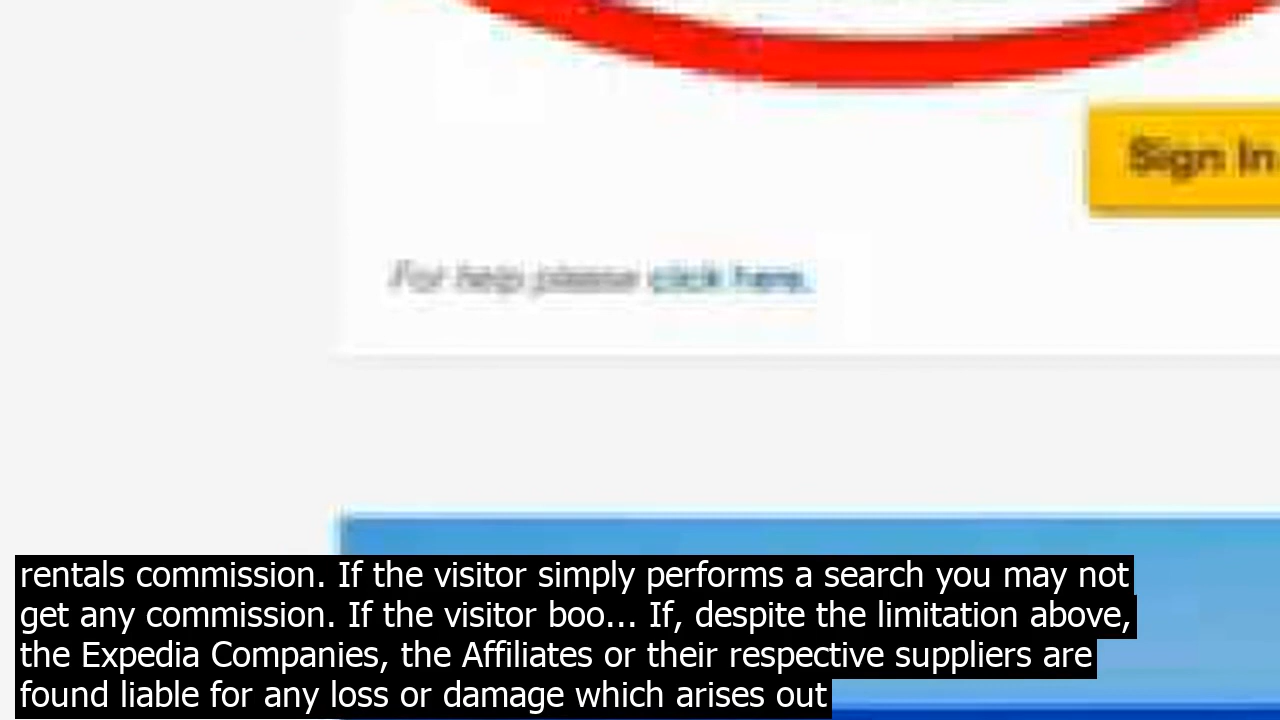 Sign In
For help please click here.
rentals commission. If the visitor simply performs a search you may not
get any commission. If the visitor boo... If, despite the limitation above,
the Expedia Companies, the Affiliates or their respective suppliers are
found liable for any loss or damage which arises out